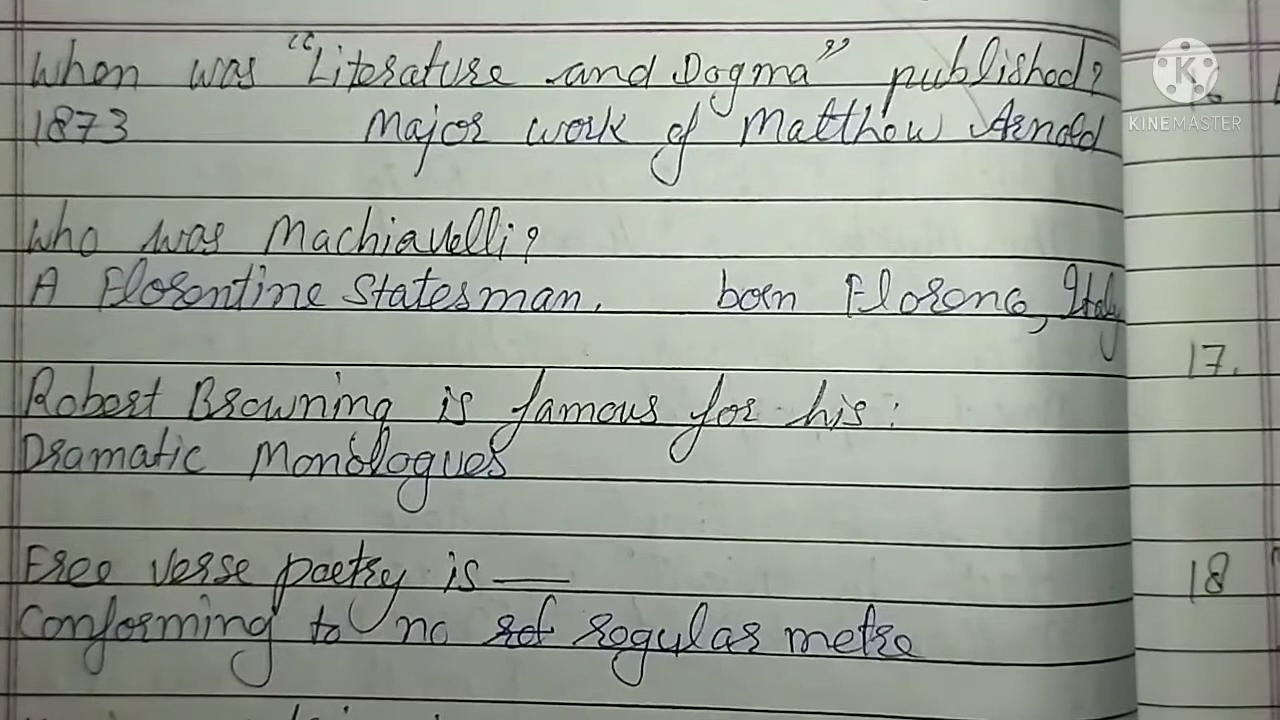 When was "Literature and Dogma" published?
1873 Major work of Matthew Arnold
Who was Machiavelli?
A Florentine Statesman. born Florence, Italy
Robert Browning is famous for his:
Dramatic Monologues
Free verse poetry is —
Conforming to no regular metre
17.
18
KINEMASTER